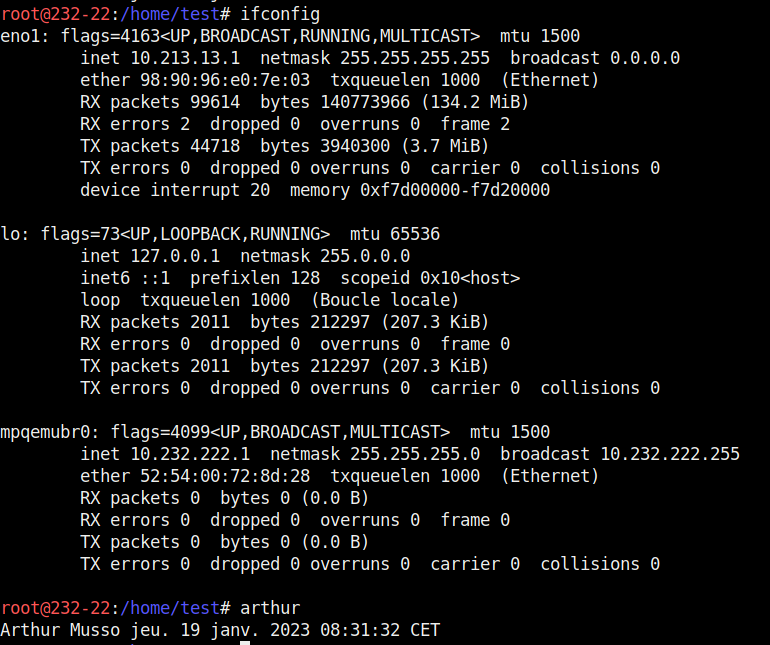 root@232-22:/home/test# ifconfig
eno1: flags=4163<UP,BROADCAST,RUNNING,MULTICAST>  mtu 1500
        inet 10.213.13.1  netmask 255.255.255.255  broadcast 0.0.0.0
        ether 98:90:96:e0:7e:03  txqueuelen 1000  (Ethernet)
        RX packets 99614  bytes 140773966 (134.2 MiB)
        RX errors 2  dropped 0  overruns 0  frame 2
        TX packets 44718  bytes 3940300 (3.7 MiB)
        TX errors 0  dropped 0 overruns 0  carrier 0  collisions 0
        device interrupt 20  memory 0xf7d00000-f7d20000

lo: flags=73<UP,LOOPBACK,RUNNING>  mtu 65536
        inet 127.0.0.1  netmask 255.0.0.0
        inet6 ::1  prefixlen 128  scopeid 0x10<host>
        loop  txqueuelen 1000  (Boucle locale)
        RX packets 2011  bytes 212297 (207.3 KiB)
        RX errors 0  dropped 0  overruns 0  frame 0
        TX packets 2011  bytes 212297 (207.3 KiB)
        TX errors 0  dropped 0 overruns 0  carrier 0  collisions 0

mpqemubr0: flags=4099<UP,BROADCAST,MULTICAST>  mtu 1500
        inet 10.232.222.1  netmask 255.255.255.0  broadcast 10.232.222.255
        ether 52:54:00:72:8d:28  txqueuelen 1000  (Ethernet)
        RX packets 0  bytes 0 (0.0 B)
        RX errors 0  dropped 0  overruns 0  frame 0
        TX packets 0  bytes 0 (0.0 B)
        TX errors 0  dropped 0 overruns 0  carrier 0  collisions 0

root@232-22:/home/test# arthur
Arthur Musso jeu. 19 janv. 2023 08:31:32 CET